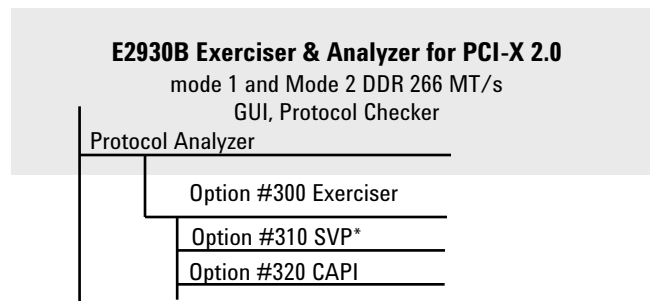 E2930B Exerciser & Analyzer for PCI-X 2.0
mode 1 and Mode 2 DDR 266 MT/s
GUI, Protocol Checker
Protocol Analyzer
Option #300 Exerciser
Option #310 SVP*
Option #320 CAPI